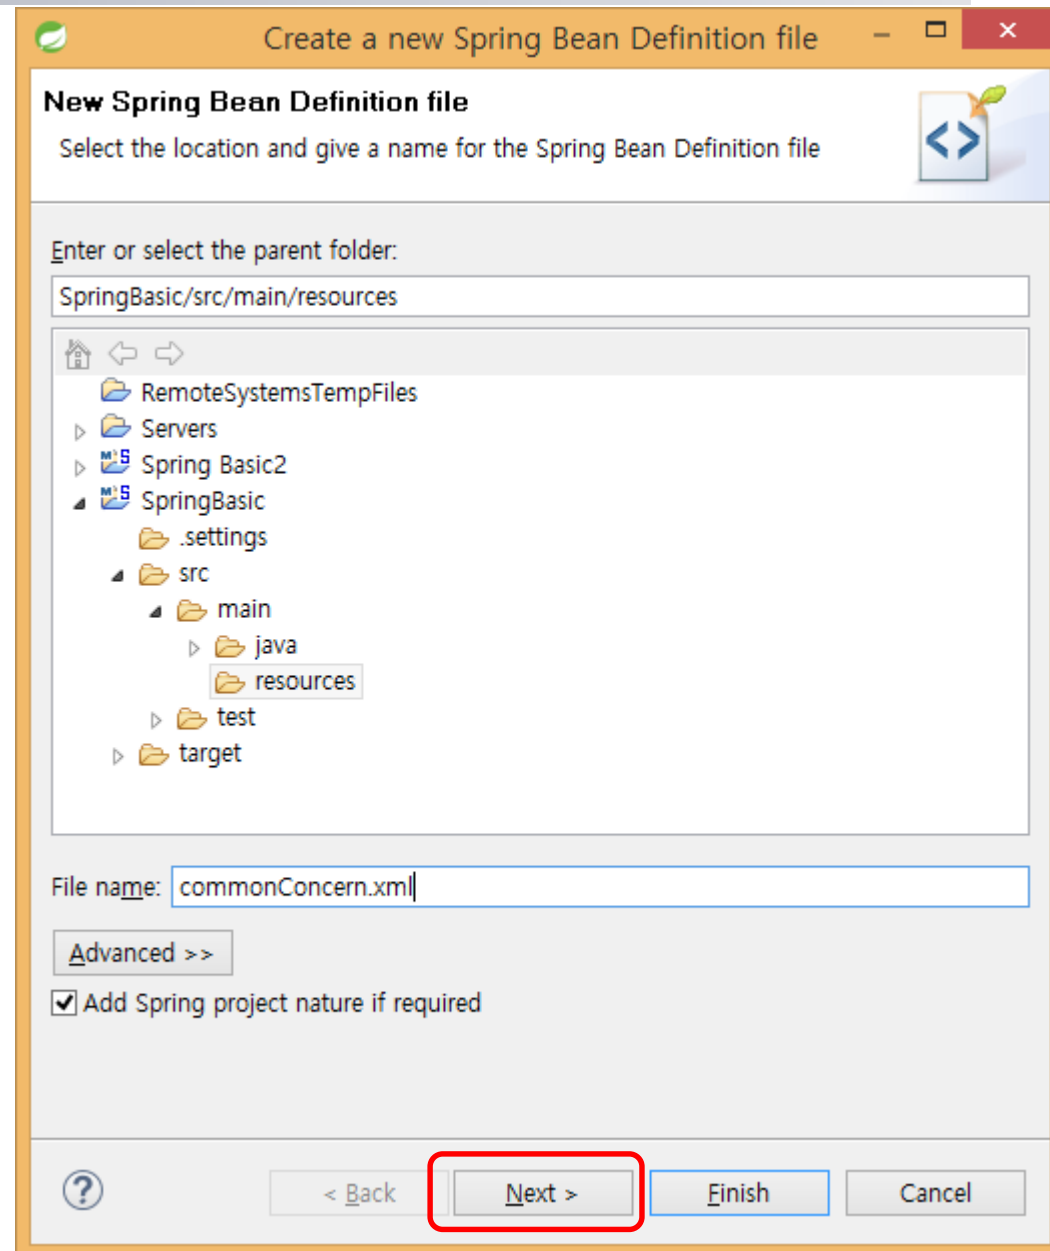 Create a new Spring Bean Definition file
New Spring Bean Definition file
Select the location and give a name for the Spring Bean Definition file
Enter or select the parent folder:
SpringBasic/src/main/resources
RemoteSystemsTempFiles
Servers
Spring Basic2
SpringBasic
.settings
src
main
java
resources
test
target
File name: commonConcern.xml
Advanced >>
Add Spring project nature if required
< Back Next > Finish Cancel